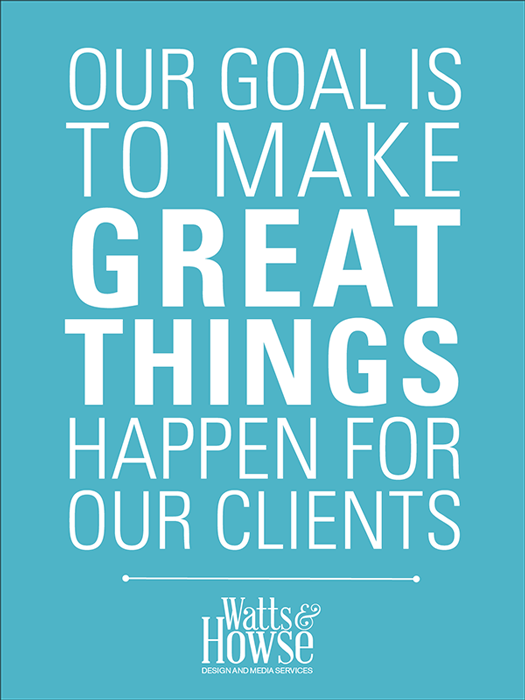 OUR GOAL IS
TO MAKE
GREAT
THINGS
HAPPEN FOR
OUR CLIENTS
Watts &
Howse
DESIGN AND MEDIA SERVICES